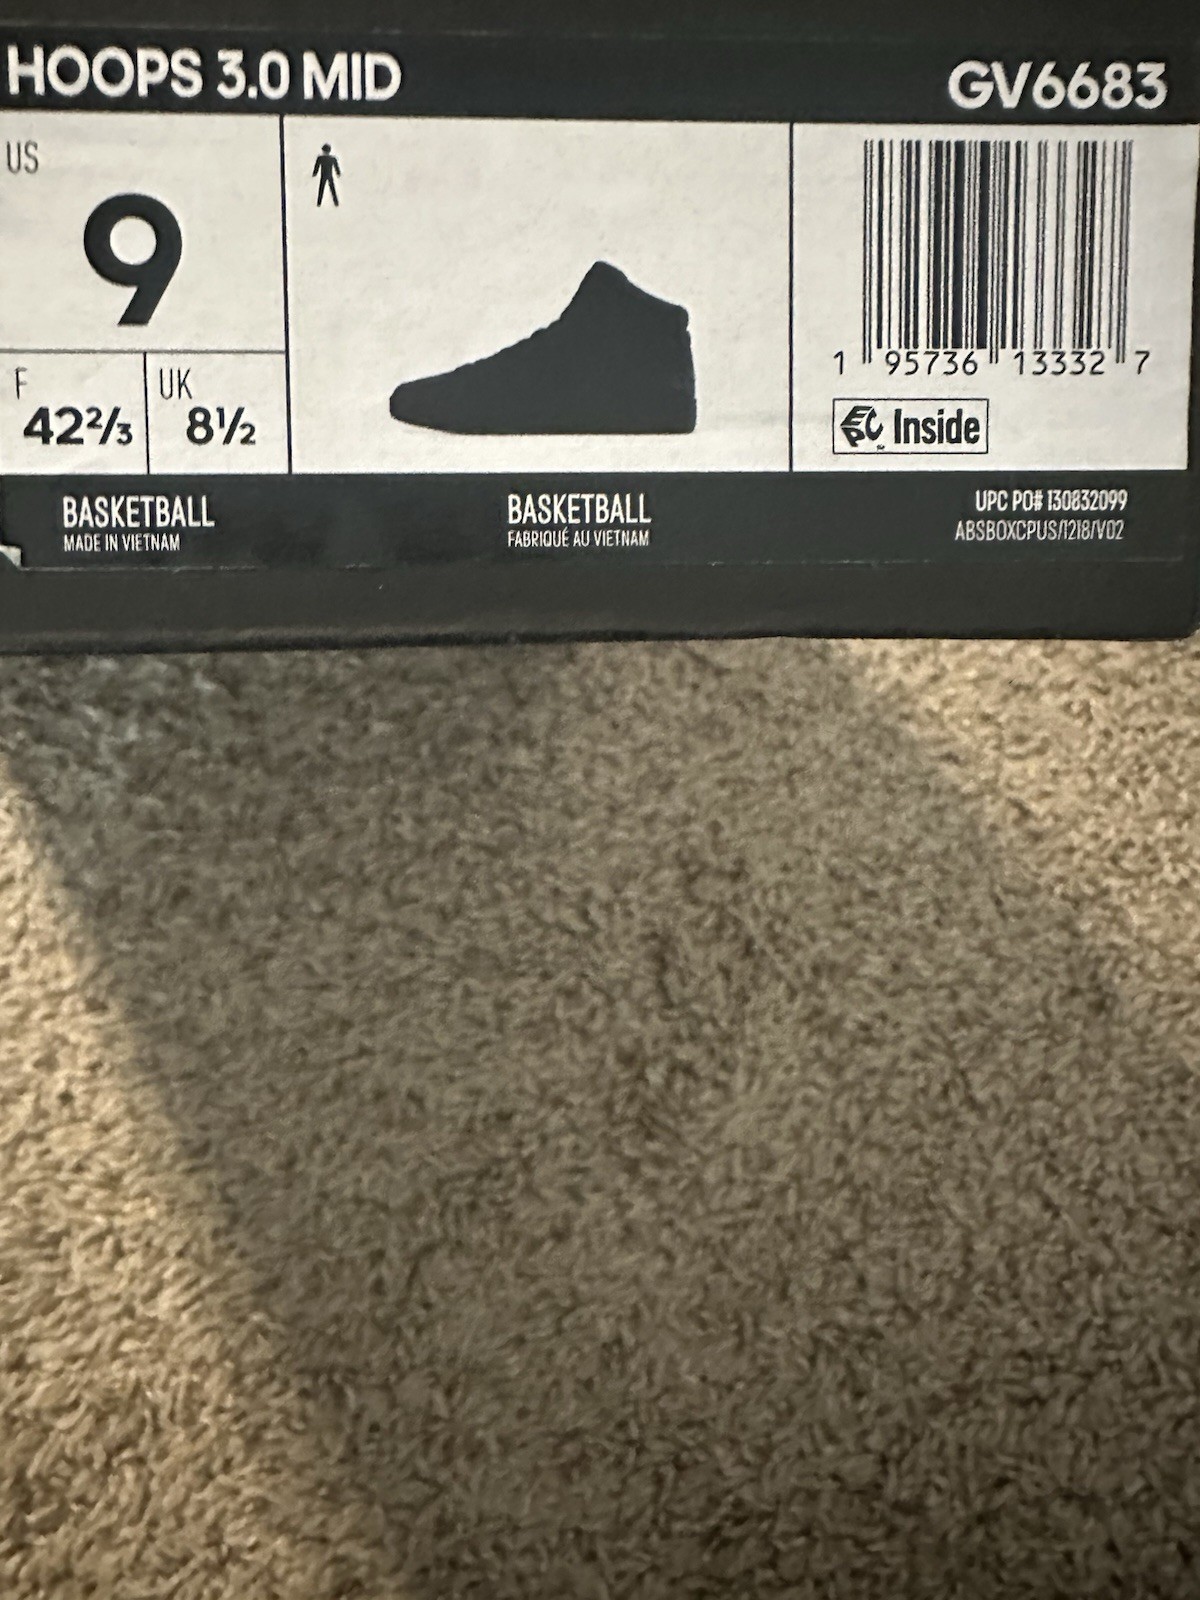 HOOPS 3.0 MID
GV6683
US
9
F
42⅔
UK
8½
1 95736 13332 7
EPC Inside
BASKETBALL
MADE IN VIETNAM
BASKETBALL
FABRIQUÉ AU VIETNAM
UPC PO# 130832099
ABSBOXCPUS/1218/V02